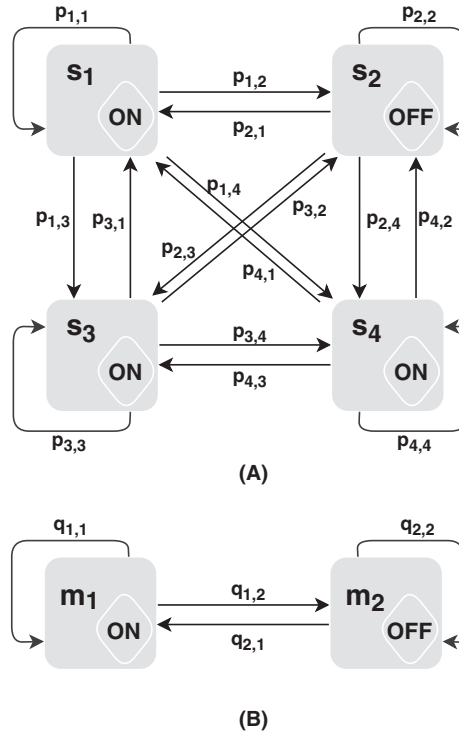 p1,1
p2,2
s1
s2
ON
OFF
p1,2
p2,1
p1,3
p3,1
p1,4
p3,2
p2,3
p4,1
p2,4
p4,2
s3
s4
ON
ON
p3,4
p4,3
p3,3
p4,4
(A)
q1,1
q2,2
m1
m2
ON
OFF
q1,2
q2,1
(B)